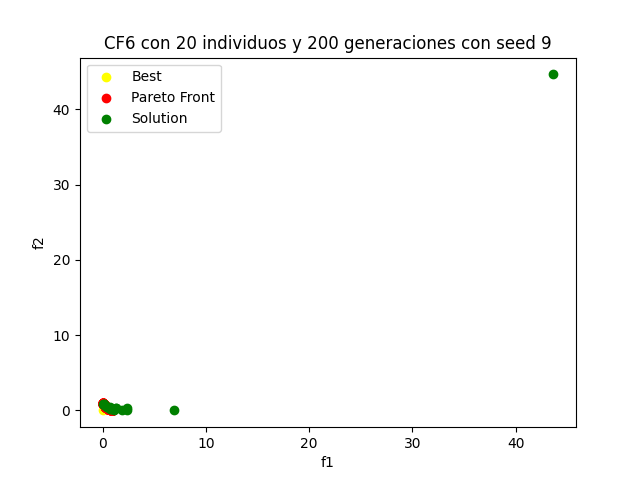 CF6 con 20 individuos y 200 generaciones con seed 9
Best
Pareto Front
Solution
40
30
20
10
0
f2
0 10 20 30 40
f1